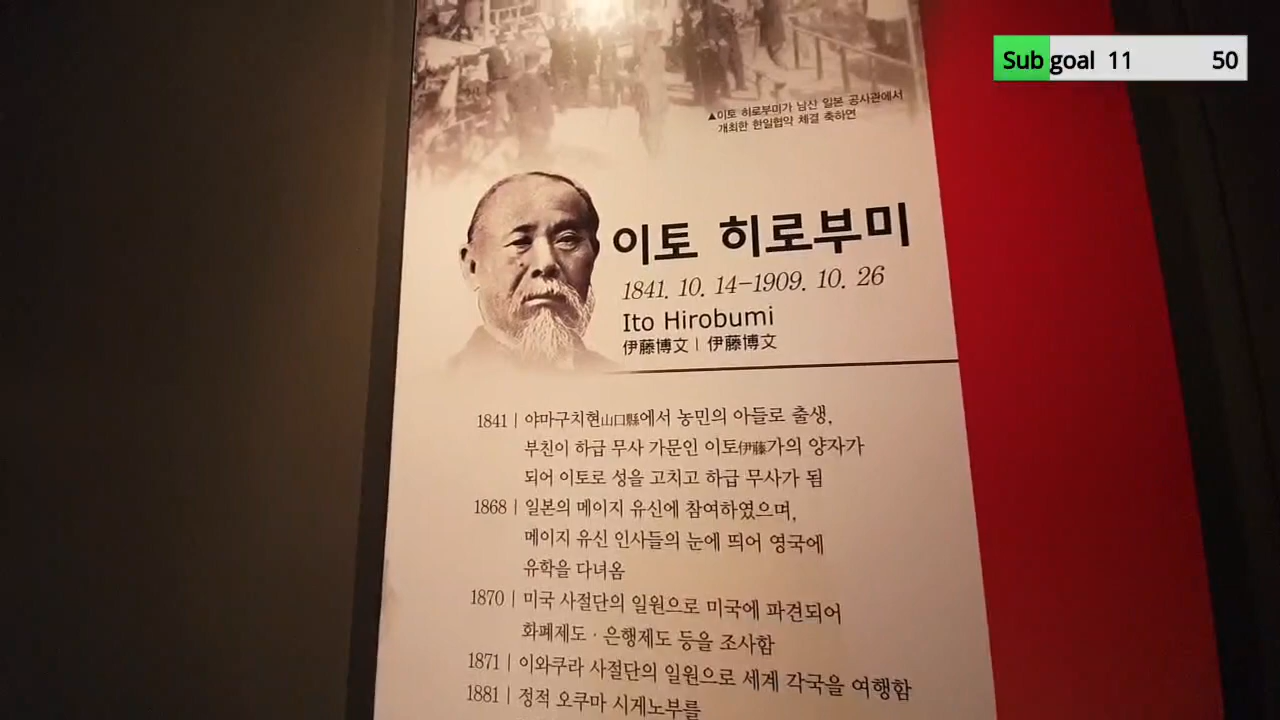 Sub goal 11 50
▲이토 히로부미가 남산 일본 공사관에서
개최한 한일협약 체결 축하연
이토 히로부미
1841. 10. 14-1909. 10. 26
Ito Hirobumi
伊藤博文 | 伊藤博文
1841 | 야마구치현山口縣에서 농민의 아들로 출생,
부친이 하급 무사 가문인 이토伊藤가의 양자가
되어 이토로 성을 고치고 하급 무사가 됨
1868 | 일본의 메이지 유신에 참여하였으며,
메이지 유신 인사들의 눈에 띄어 영국에
유학을 다녀옴
1870 | 미국 사절단의 일원으로 미국에 파견되어
화폐제도 · 은행제도 등을 조사함
1871 | 이와쿠라 사절단의 일원으로 세계 각국을 여행함
1881 | 정적 오쿠마 시게노부를